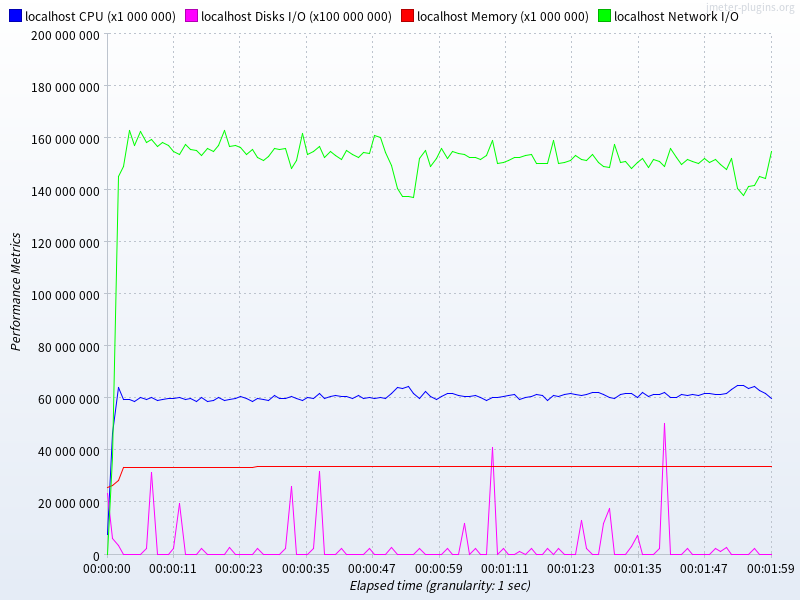 jmeter-plugins.org
localhost CPU (x1 000 000) localhost Disks I/O (x100 000 000) localhost Memory (x1 000 000) localhost Network I/O
200 000 000
180 000 000
160 000 000
140 000 000
120 000 000
100 000 000
80 000 000
60 000 000
40 000 000
20 000 000
0
Performance Metrics
00:00:00 00:00:11 00:00:23 00:00:35 00:00:47 00:00:59 00:01:11 00:01:23 00:01:35 00:01:47 00:01:59
Elapsed time (granularity: 1 sec)